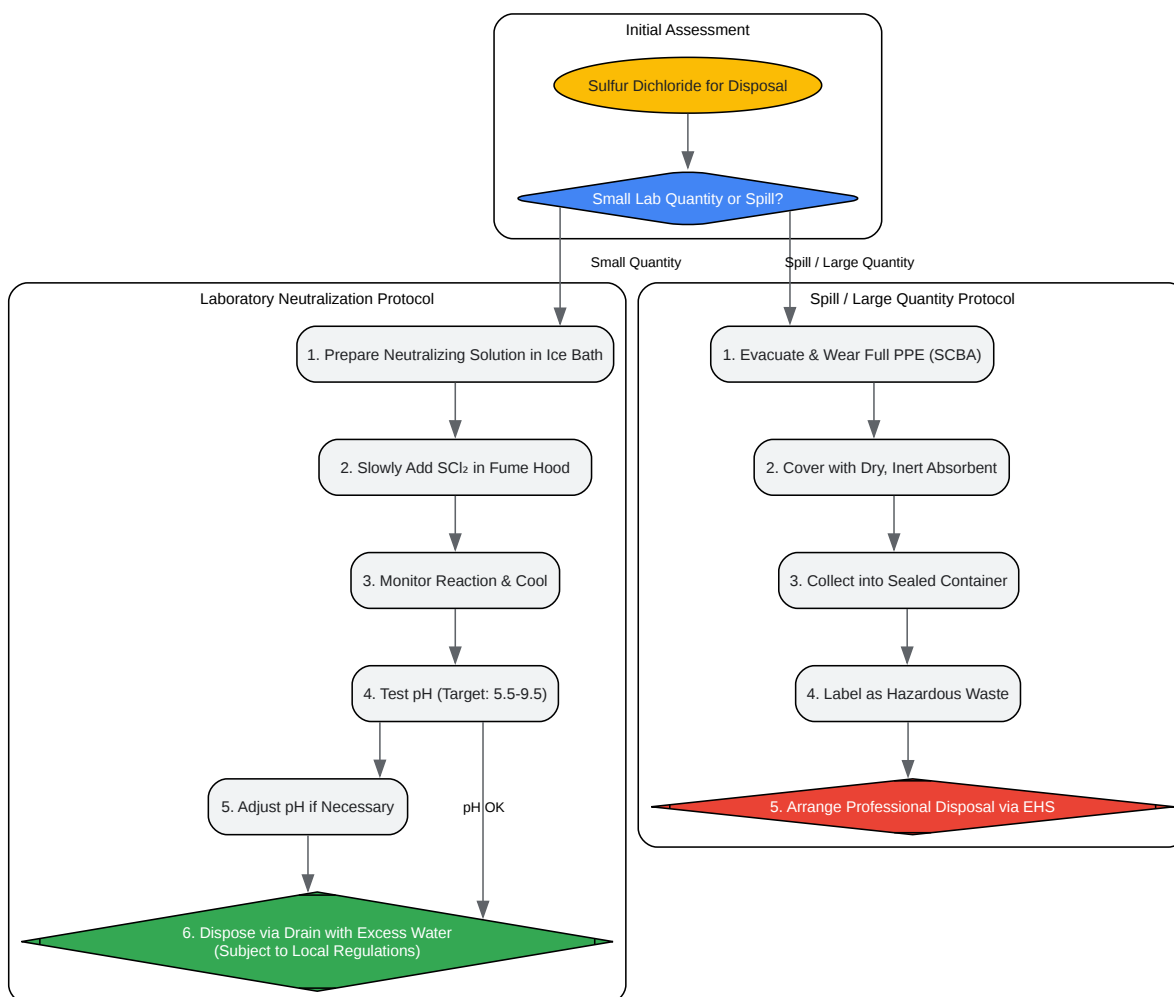 Initial Assessment
Sulfur Dichloride for Disposal
Small Lab Quantity or Spill?
Small Quantity
Spill / Large Quantity
Laboratory Neutralization Protocol
1. Prepare Neutralizing Solution in Ice Bath
2. Slowly Add SCl₂ in Fume Hood
3. Monitor Reaction & Cool
4. Test pH (Target: 5.5-9.5)
5. Adjust pH if Necessary
pH OK
6. Dispose via Drain with Excess Water
(Subject to Local Regulations)
Spill / Large Quantity Protocol
1. Evacuate & Wear Full PPE (SCBA)
2. Cover with Dry, Inert Absorbent
3. Collect into Sealed Container
4. Label as Hazardous Waste
5. Arrange Professional Disposal via EHS